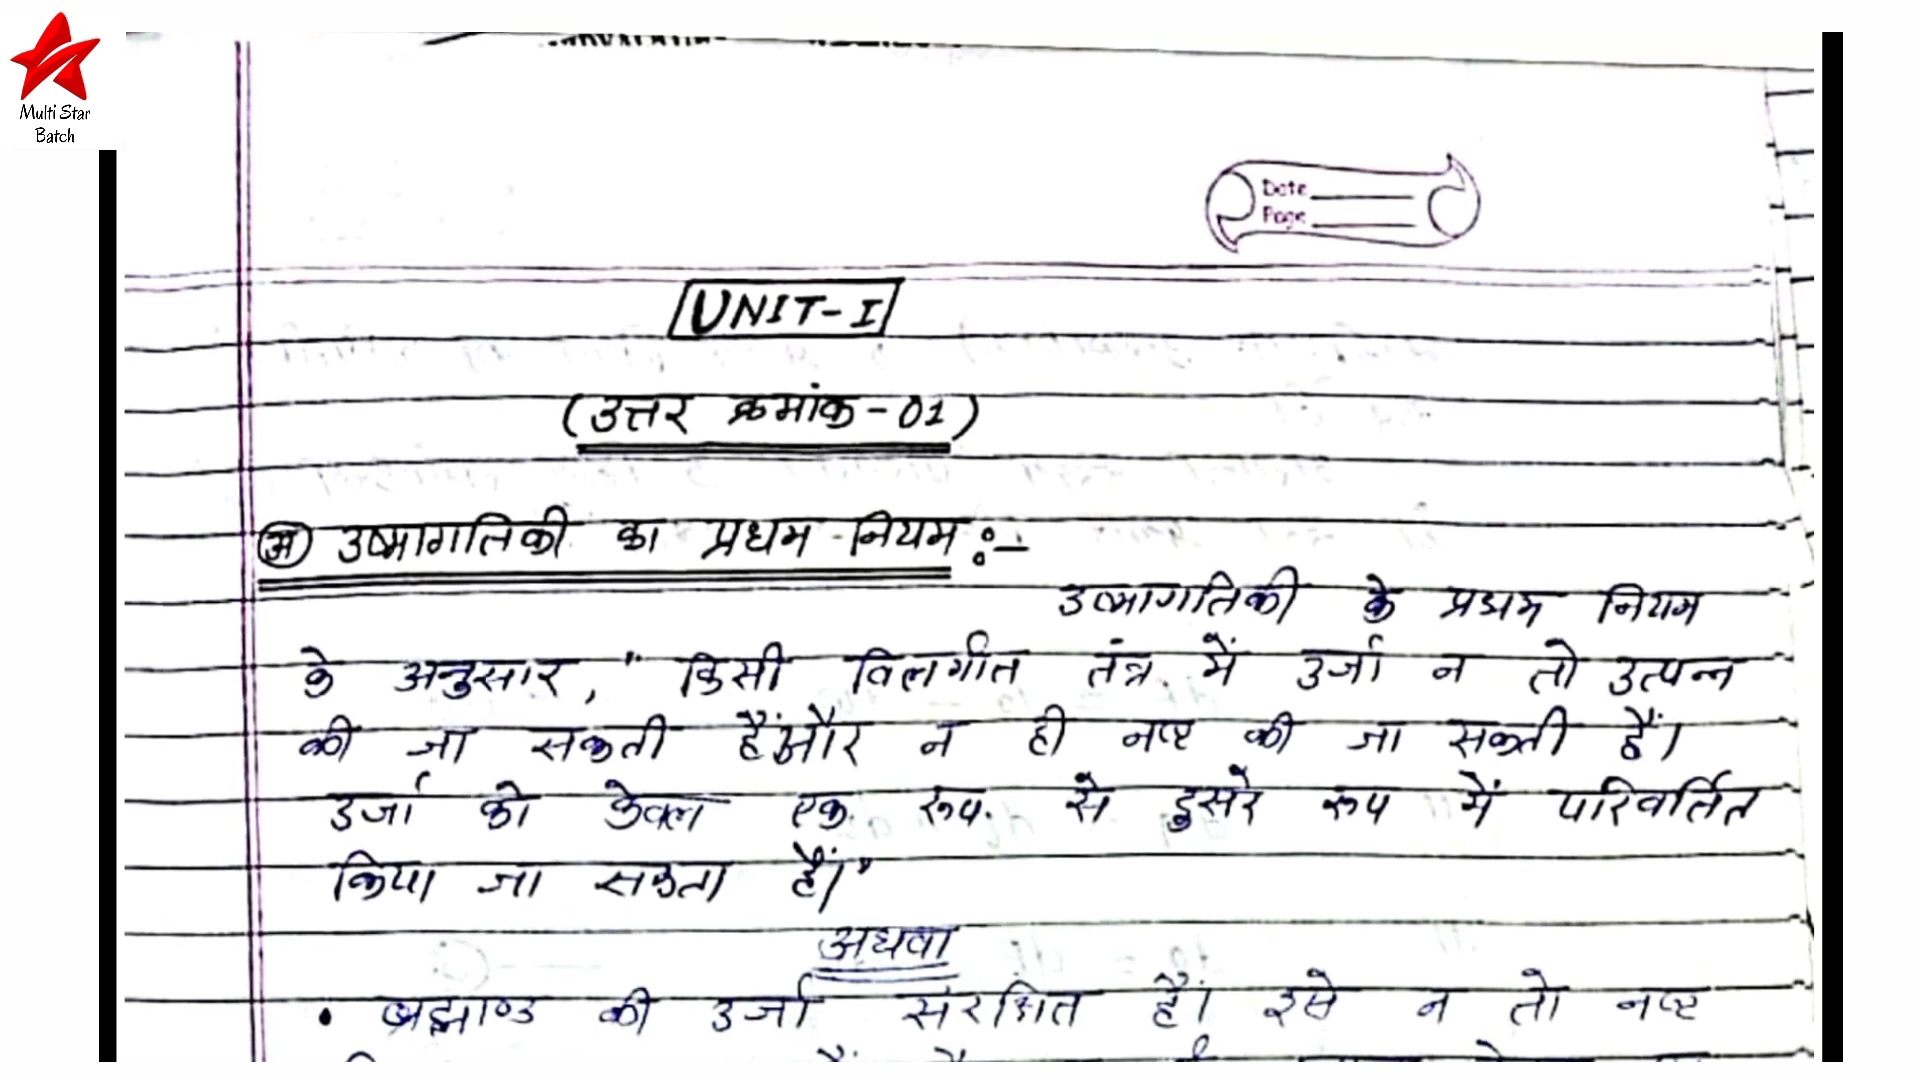 Multi Star
Batch
Date
Page
UNIT-I
(उत्तर क्रमांक-01)
अ उष्मागतिकी का प्रथम नियम :-
उष्मागतिकी के प्रथम नियम
के अनुसार, " किसी विलगीत तंत्र में उर्जा न तो उत्पन्न
की जा सकती हैं और न ही नष्ट की जा सकती हैं।
उर्जा को केवल एक रूप से दुसरे रूप में परिवर्तित
किया जा सकता हैं।"
अथवा
• ब्रह्माण्ड की उर्जा संरक्षित हैं। इसे न तो नष्ट